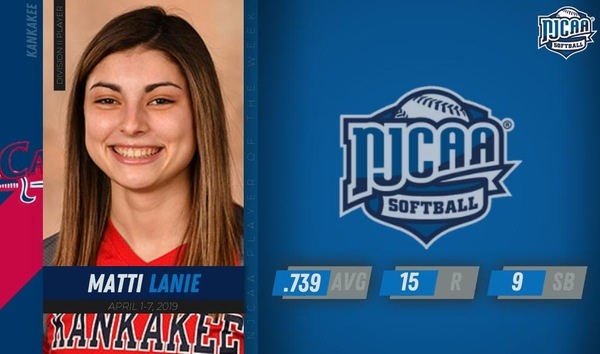 KANKAKEE
DIVISION II PLAYER
NJCAA PLAYER OF THE WEEK
NJCAA®
SOFTBALL
NJCAA®
SOFTBALL
MATTI LANIE
APRIL 1-7, 2019
KANKAKEE
.739 AVG
15 R
9 SB